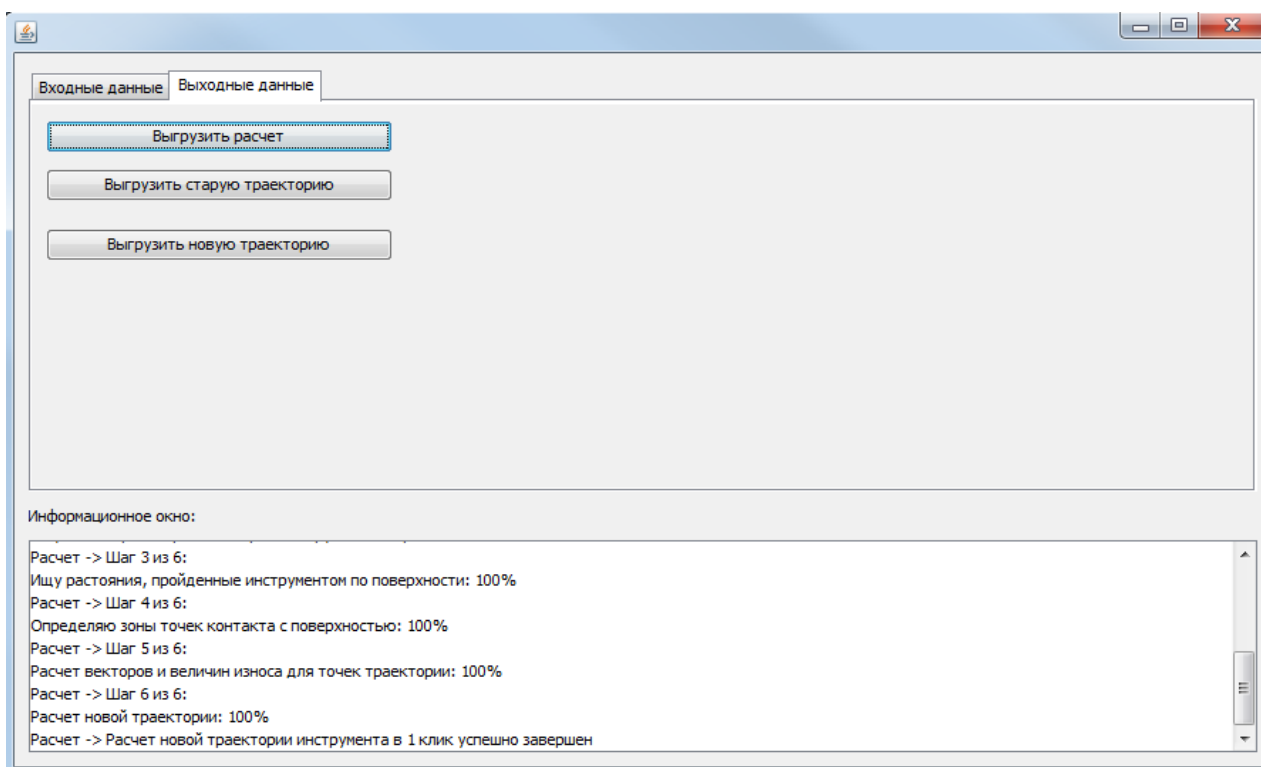 Входные данные
Выходные данные
Выгрузить расчет
Выгрузить старую траекторию
Выгрузить новую траекторию
Информационное окно:
Расчет -> Шаг 3 из 6:
Ищу растояния, пройденные инструментом по поверхности: 100%
Расчет -> Шаг 4 из 6:
Определяю зоны точек контакта с поверхностью: 100%
Расчет -> Шаг 5 из 6:
Расчет векторов и величин износа для точек траектории: 100%
Расчет -> Шаг 6 из 6:
Расчет новой траектории: 100%
Расчет -> Расчет новой траектории инструмента в 1 клик успешно завершен